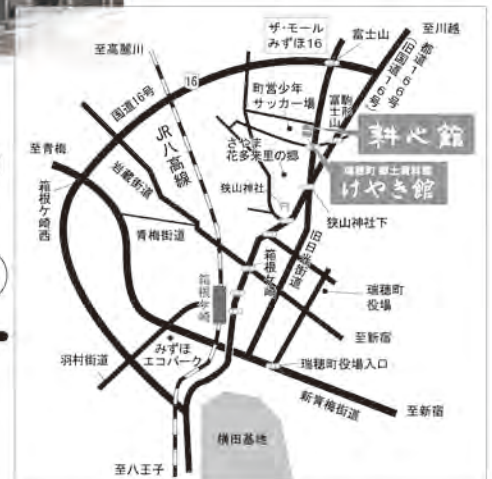 ザ・モール
みずほ16
富士山
至川越
都道166号
(旧国道16号)
至高麗川
16
国道16号
町営少年
サッカー場
駒形
富士山
耕心館
JR八高線
さやま
花多来里の郷
瑞穂町 郷土資料館
けやき館
至青梅
岩蔵街道
狭山神社
狭山神社下
箱根ケ崎西
青梅街道
旧日光街道
箱根ケ崎
箱根ケ崎
瑞穂町
役場
至新宿
みずほ
エコパーク
羽村街道
瑞穂町役場入口
新青梅街道
至新宿
横田基地
至八王子